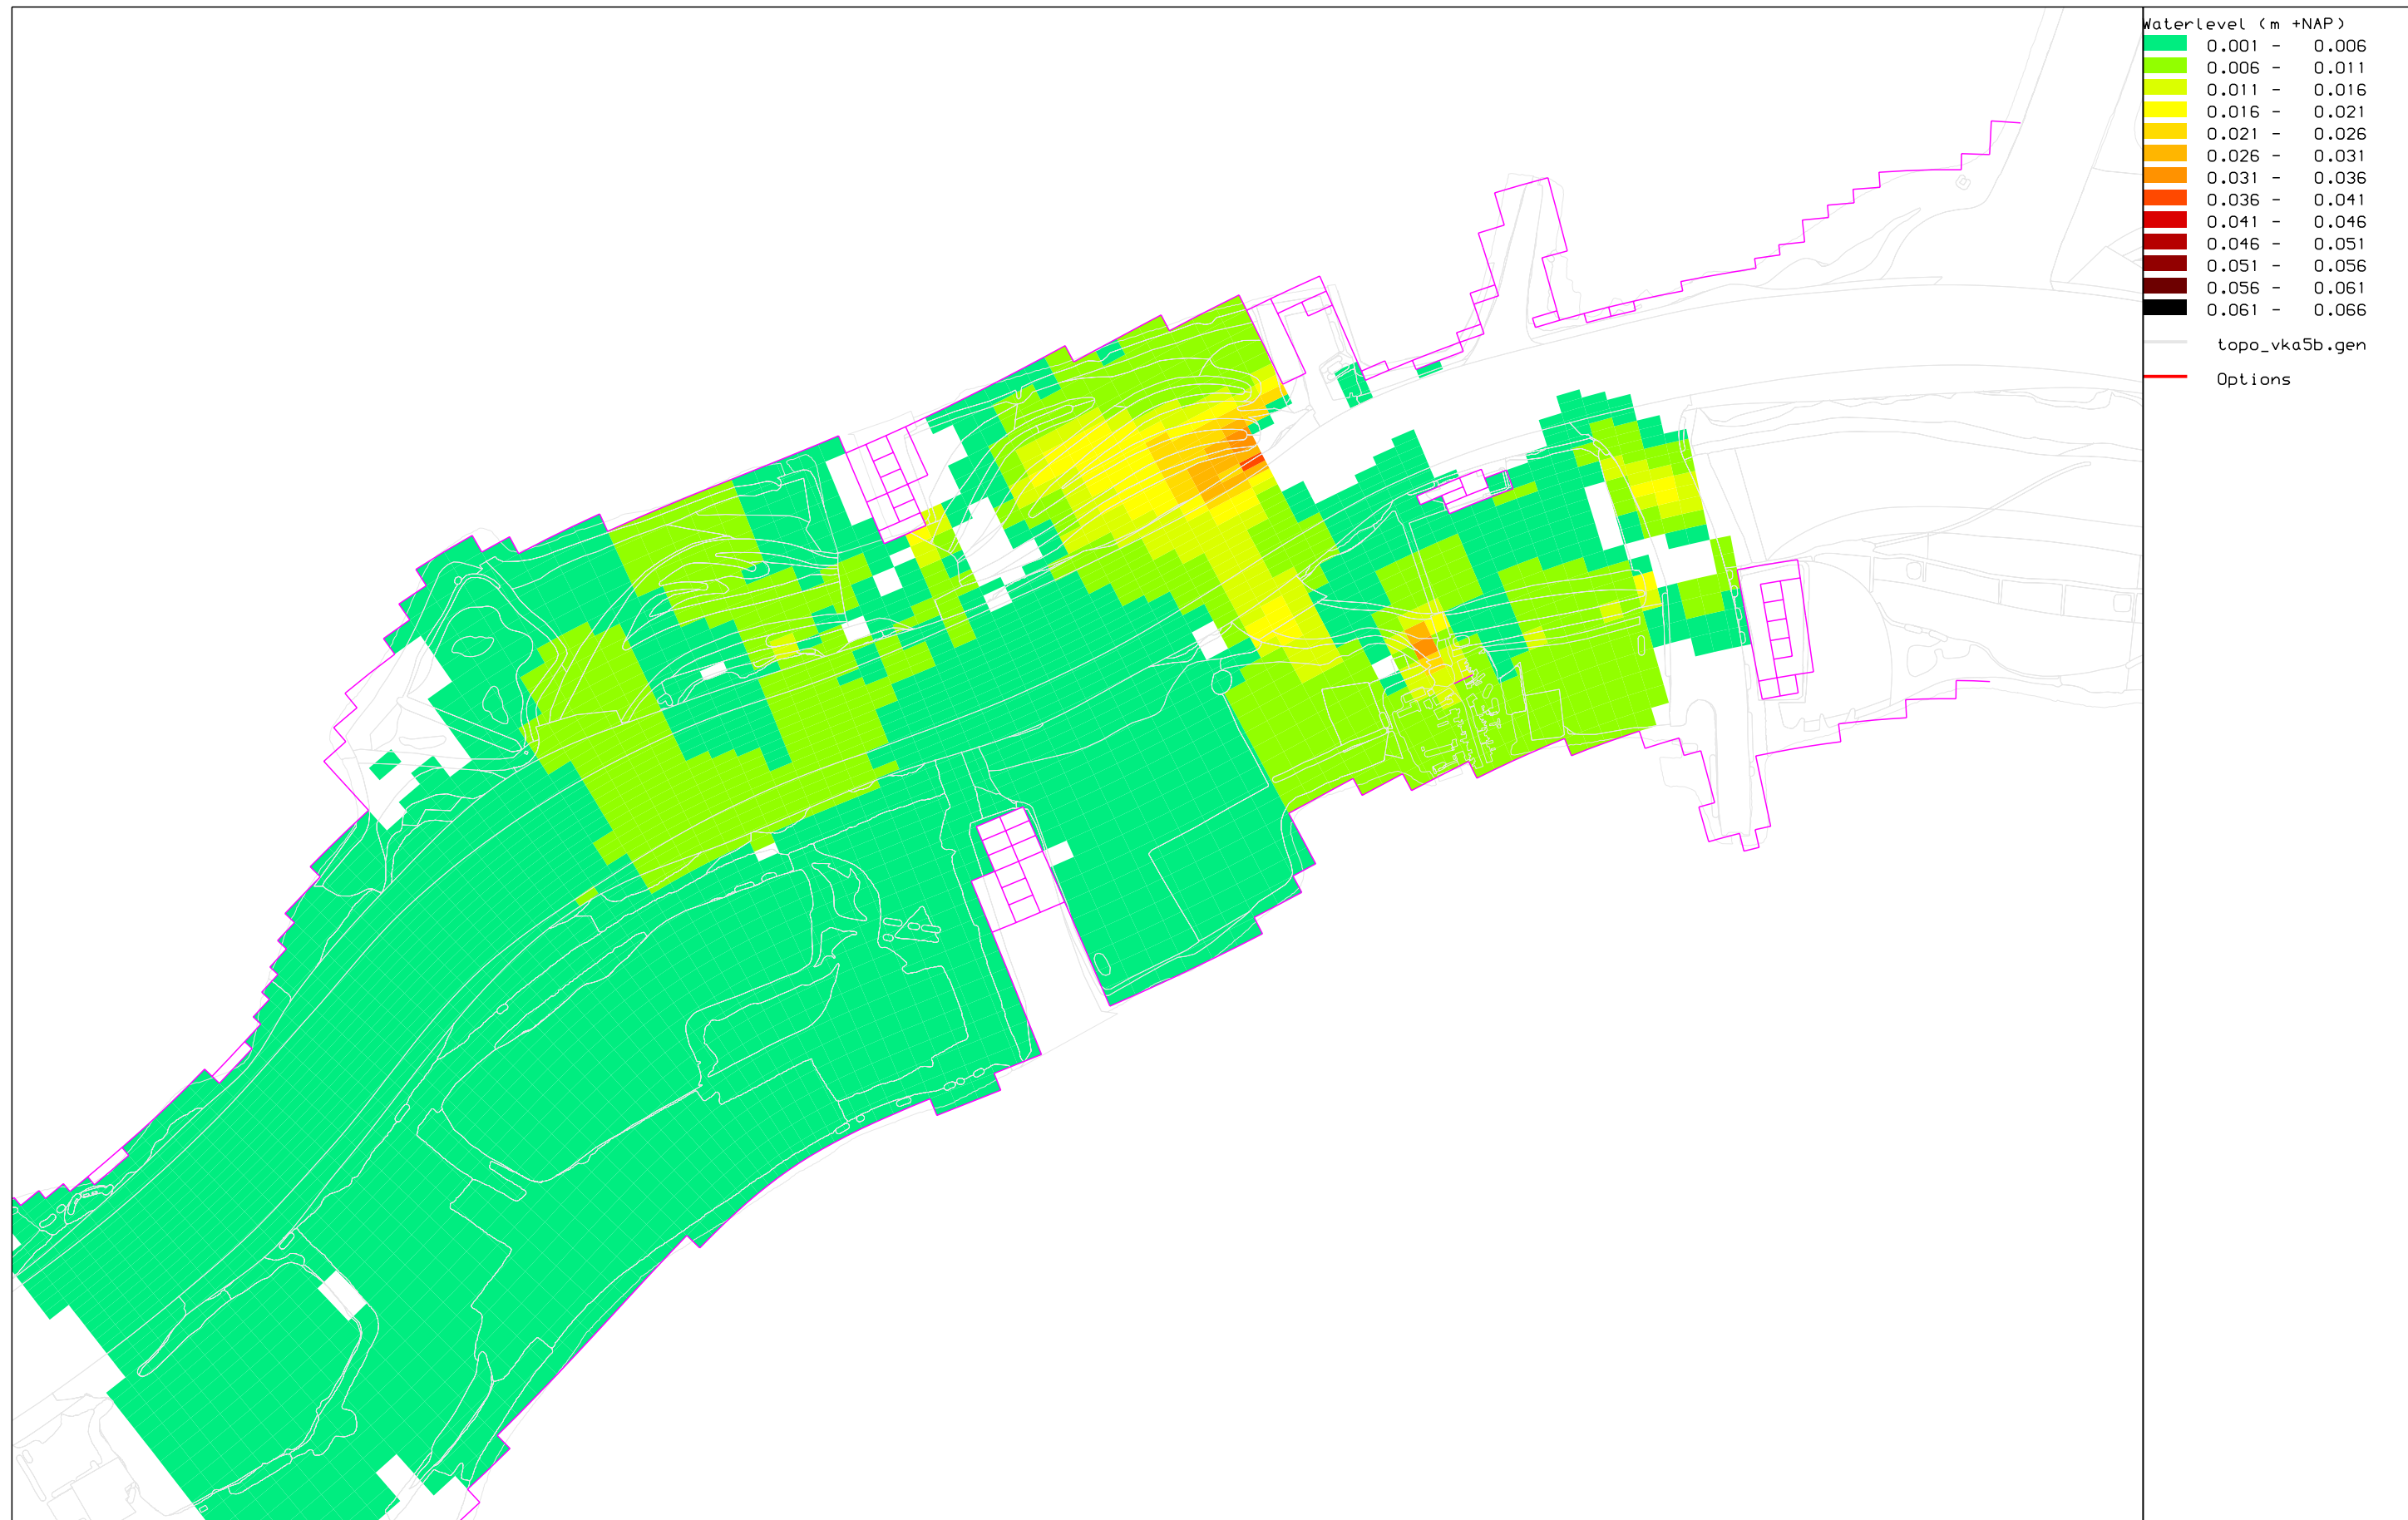 Waterlevel (m +NAP)
0.001 - 0.006
0.006 - 0.011
0.011 - 0.016
0.016 - 0.021
0.021 - 0.026
0.026 - 0.031
0.031 - 0.036
0.036 - 0.041
0.041 - 0.046
0.046 - 0.051
0.051 - 0.056
0.056 - 0.061
0.061 - 0.066
topo_vka5b.gen
Options